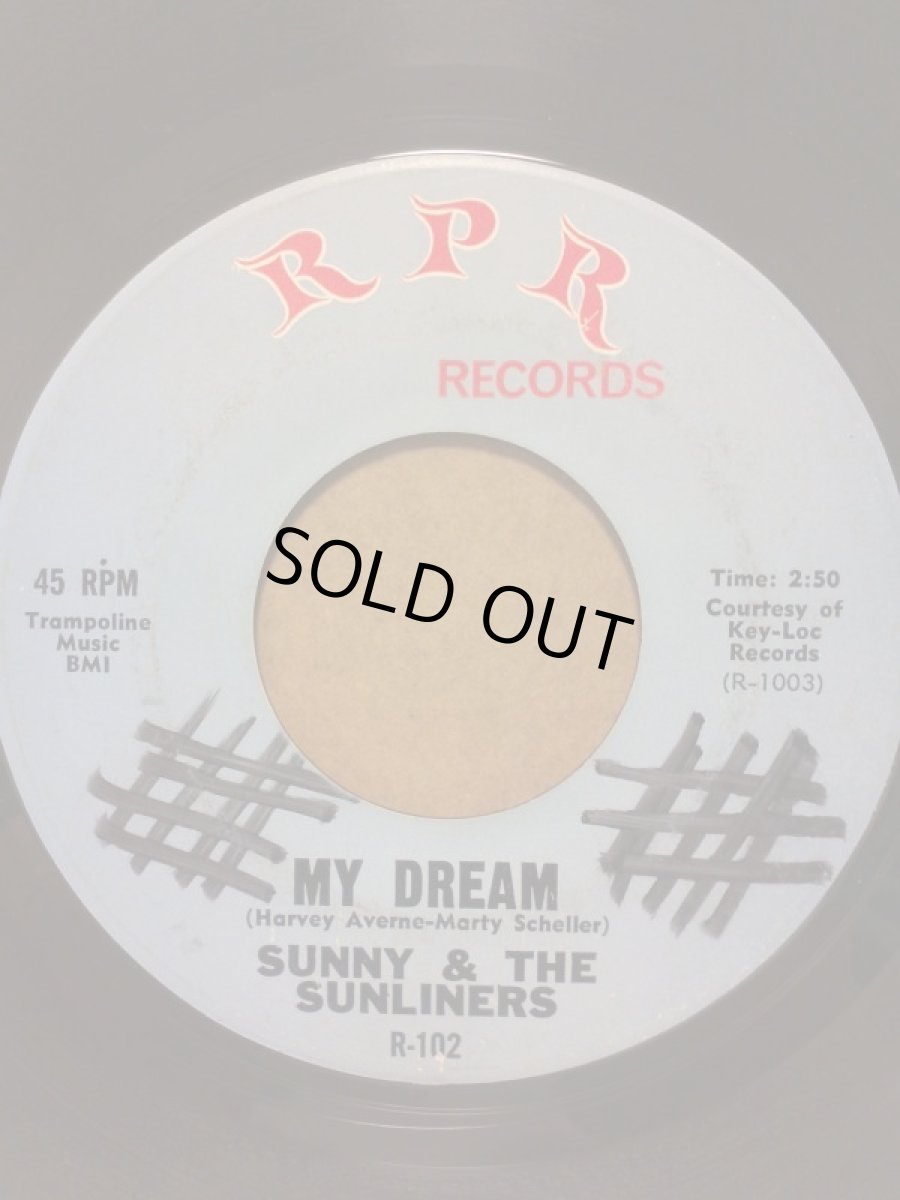 RPR
RECORDS
SOLD OUT
45 RPM
Trampoline
Music
BMI
Time: 2:50
Courtesy of
Key-Loc
Records
(R-1003)
MY DREAM
(Harvey Averne-Marty Scheller)
SUNNY & THE
SUNLINERS
R-102